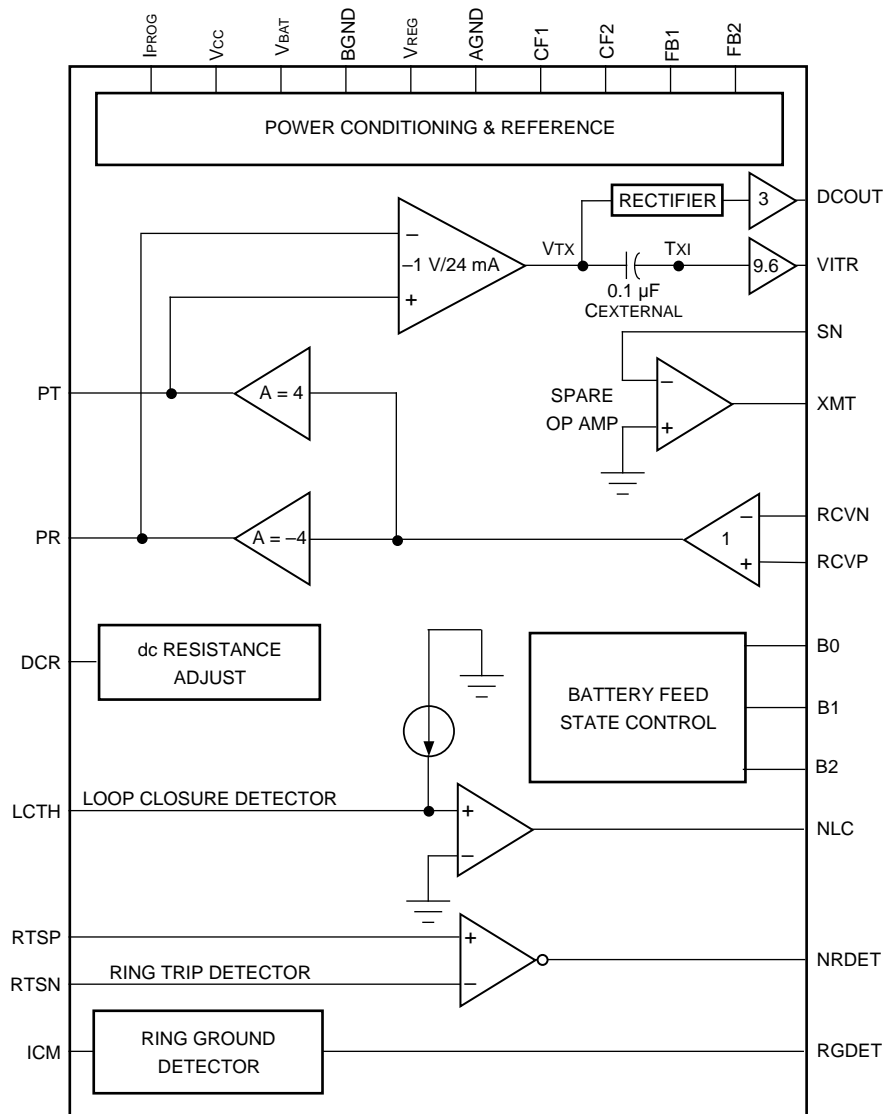 IPROG
VCC
VBAT
BGND
VREG
AGND
CF1
CF2
FB1
FB2
POWER CONDITIONING & REFERENCE
RECTIFIER
3
DCOUT
–
–1 V/24 mA
+
VTX
TXI
9.6
VITR
0.1 µF
CEXTERNAL
SN
PT
A = 4
SPARE
OP AMP
–
+
XMT
PR
A = –4
1
–
+
RCVN
RCVP
DCR
dc RESISTANCE
ADJUST
BATTERY FEED
STATE CONTROL
B0
B1
B2
LCTH
LOOP CLOSURE DETECTOR
+
–
NLC
RTSP
+
NRDET
RTSN
RING TRIP DETECTOR
–
ICM
RING GROUND
DETECTOR
RGDET